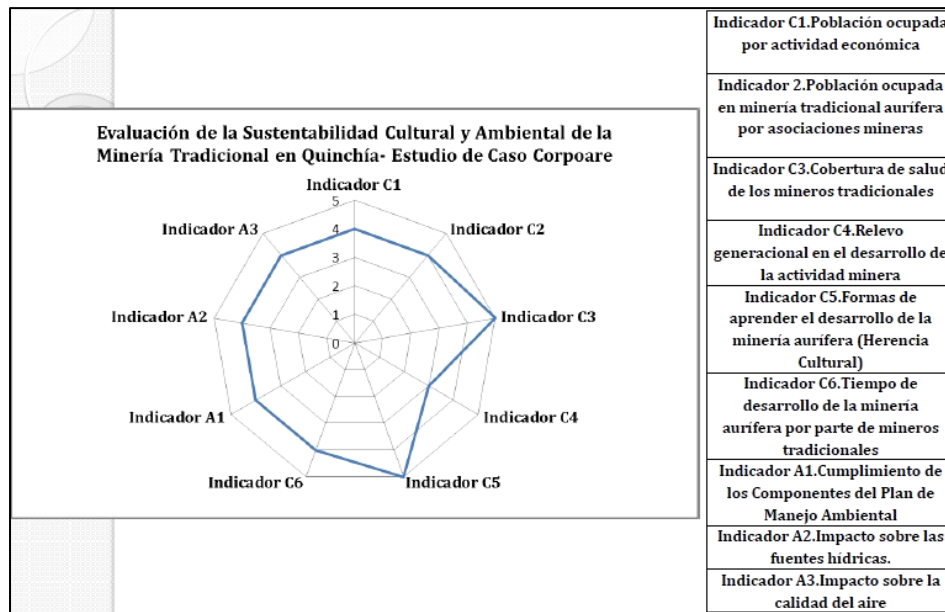 Evaluación de la Sustentabilidad Cultural y Ambiental de la
Minería Tradicional en Quinchía- Estudio de Caso Corpoare
Indicador C1
Indicador C2
Indicador C3
Indicador C4
Indicador C5
Indicador C6
Indicador A1
Indicador A2
Indicador A3
5
4
3
2
1
0
Indicador C1.Población ocupada
por actividad económica
Indicador 2.Población ocupada
en minería tradicional aurífera
por asociaciones mineras
Indicador C3.Cobertura de salud
de los mineros tradicionales
Indicador C4.Relevo
generacional en el desarrollo de
la actividad minera
Indicador C5.Formas de
aprender el desarrollo de la
minería aurífera (Herencia
Cultural)
Indicador C6.Tiempo de
desarrollo de la minería
aurífera por parte de mineros
tradicionales
Indicador A1.Cumplimiento de
los Componentes del Plan de
Manejo Ambiental
Indicador A2.Impacto sobre las
fuentes hídricas.
Indicador A3.Impacto sobre la
calidad del aire